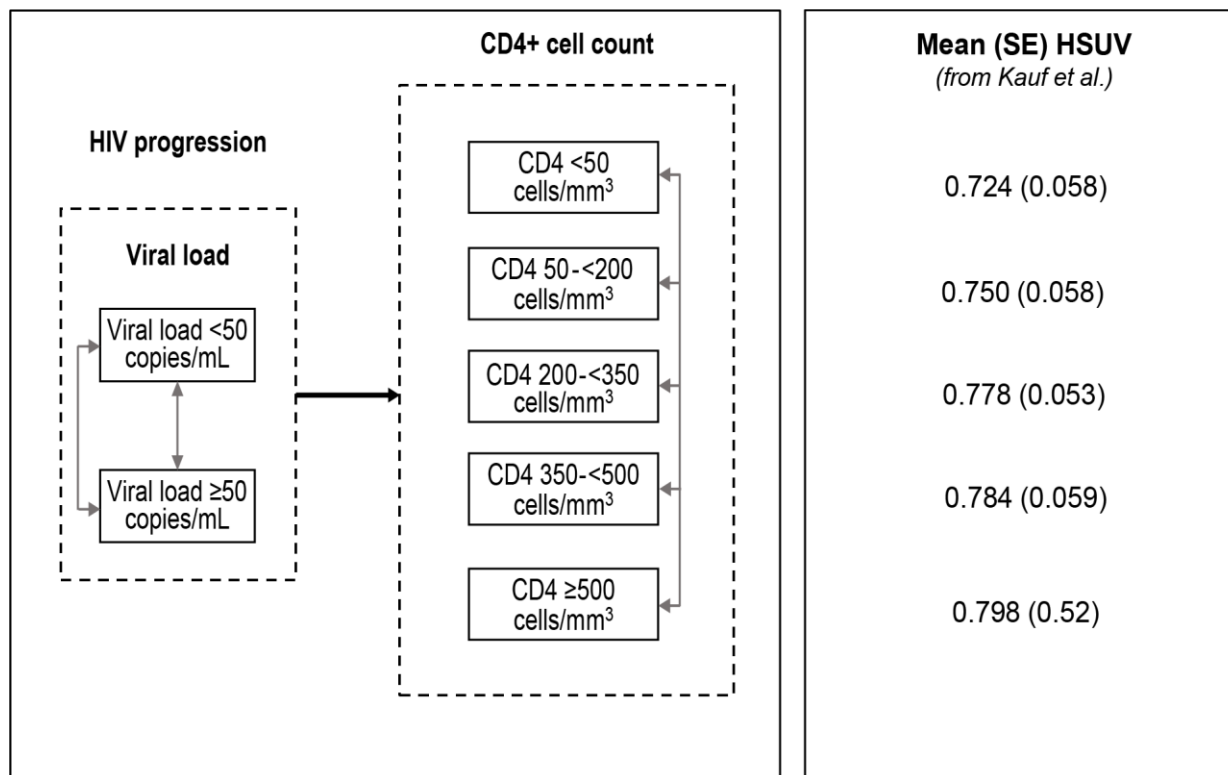 HIV progression
Viral load
Viral load <50
copies/mL
Viral load ≥50
copies/mL
CD4+ cell count
CD4 <50
cells/mm³
CD4 50-<200
cells/mm³
CD4 200-<350
cells/mm³
CD4 350-<500
cells/mm³
CD4 ≥500
cells/mm³
Mean (SE) HSUV
(from Kauf et al.)
0.724 (0.058)
0.750 (0.058)
0.778 (0.053)
0.784 (0.059)
0.798 (0.52)